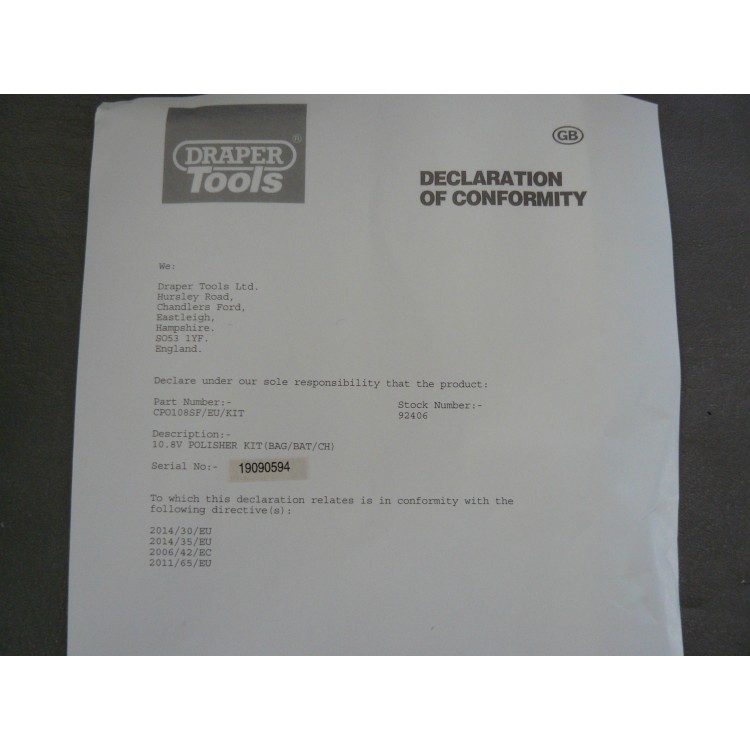 DRAPER®
Tools
GB
DECLARATION
OF CONFORMITY
We:
Draper Tools Ltd.
Hursley Road,
Chandlers Ford,
Eastleigh,
Hampshire.
SO53 1YF.
England.
Declare under our sole responsibility that the product:
Part Number:-
CPO108SF/EU/KIT
Stock Number:-
92406
Description:-
10.8V POLISHER KIT(BAG/BAT/CH)
Serial No:- 19090594
To which this declaration relates is in conformity with the
following directive(s):
2014/30/EU
2014/35/EU
2006/42/EC
2011/65/EU